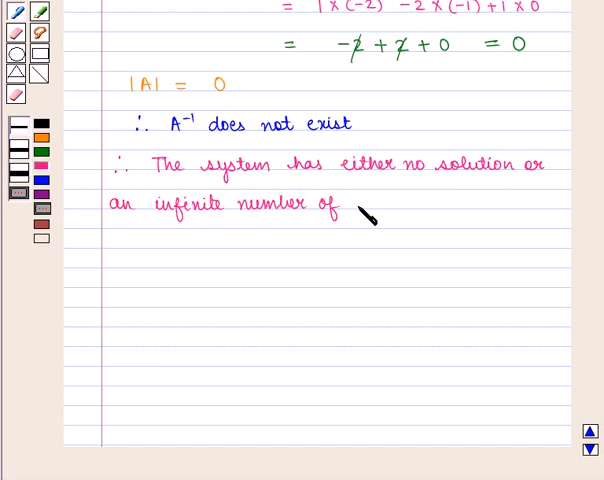 = 1 × (-2) - 2 × (-1) + 1 × 0
= -2 + 2 + 0 = 0
|A| = 0
∴ A⁻¹ does not exist
∴ The system has either no solution or
an infinite number of